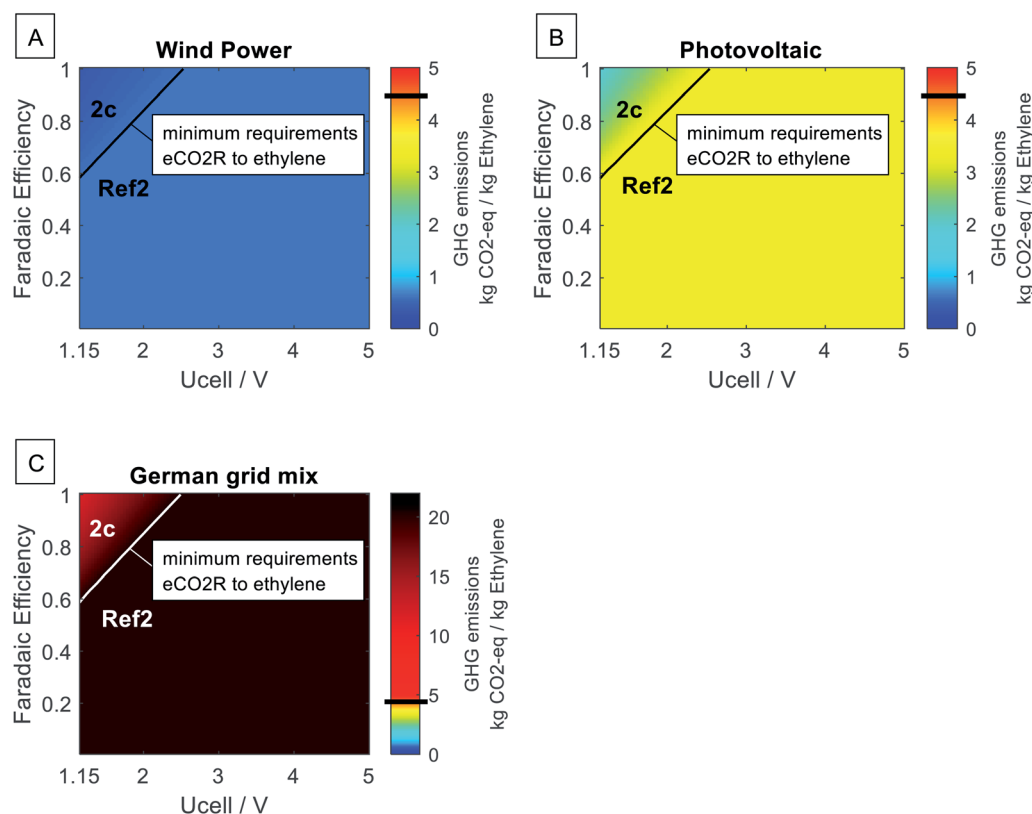 A
Wind Power
Faradaic Efficiency
1
0.8
0.6
0.4
0.2
2c
Ref2
minimum requirements
eCO2R to ethylene
1.15
2
3
4
5
Ucell / V
5
4
3
2
1
0
GHG emissions
kg CO2-eq / kg Ethylene
B
Photovoltaic
Faradaic Efficiency
1
0.8
0.6
0.4
0.2
2c
Ref2
minimum requirements
eCO2R to ethylene
1.15
2
3
4
5
Ucell / V
5
4
3
2
1
0
GHG emissions
kg CO2-eq / kg Ethylene
C
German grid mix
Faradaic Efficiency
1
0.8
0.6
0.4
0.2
2c
Ref2
minimum requirements
eCO2R to ethylene
1.15
2
3
4
5
Ucell / V
20
15
10
5
0
GHG emissions
kg CO2-eq / kg Ethylene